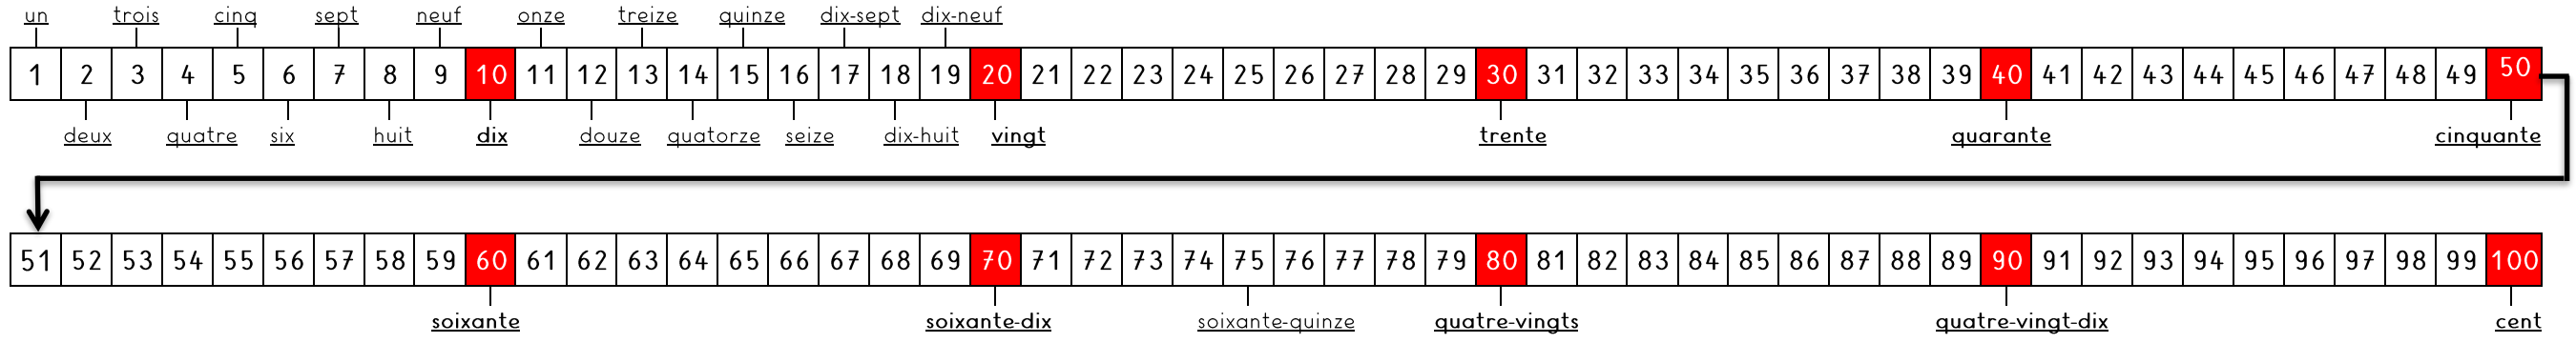 un trois cinq sept neuf onze treize quinze dix-sept dix-neuf
1 2 3 4 5 6 7 8 9 10 11 12 13 14 15 16 17 18 19 20 21 22 23 24 25 26 27 28 29 30 31 32 33 34 35 36 37 38 39 40 41 42 43 44 45 46 47 48 49 50
deux quatre six huit dix douze quatorze seize dix-huit vingt trente quarante cinquante
51 52 53 54 55 56 57 58 59 60 61 62 63 64 65 66 67 68 69 70 71 72 73 74 75 76 77 78 79 80 81 82 83 84 85 86 87 88 89 90 91 92 93 94 95 96 97 98 99 100
soixante soixante-dix soixante-quinze quatre-vingts quatre-vingt-dix cent